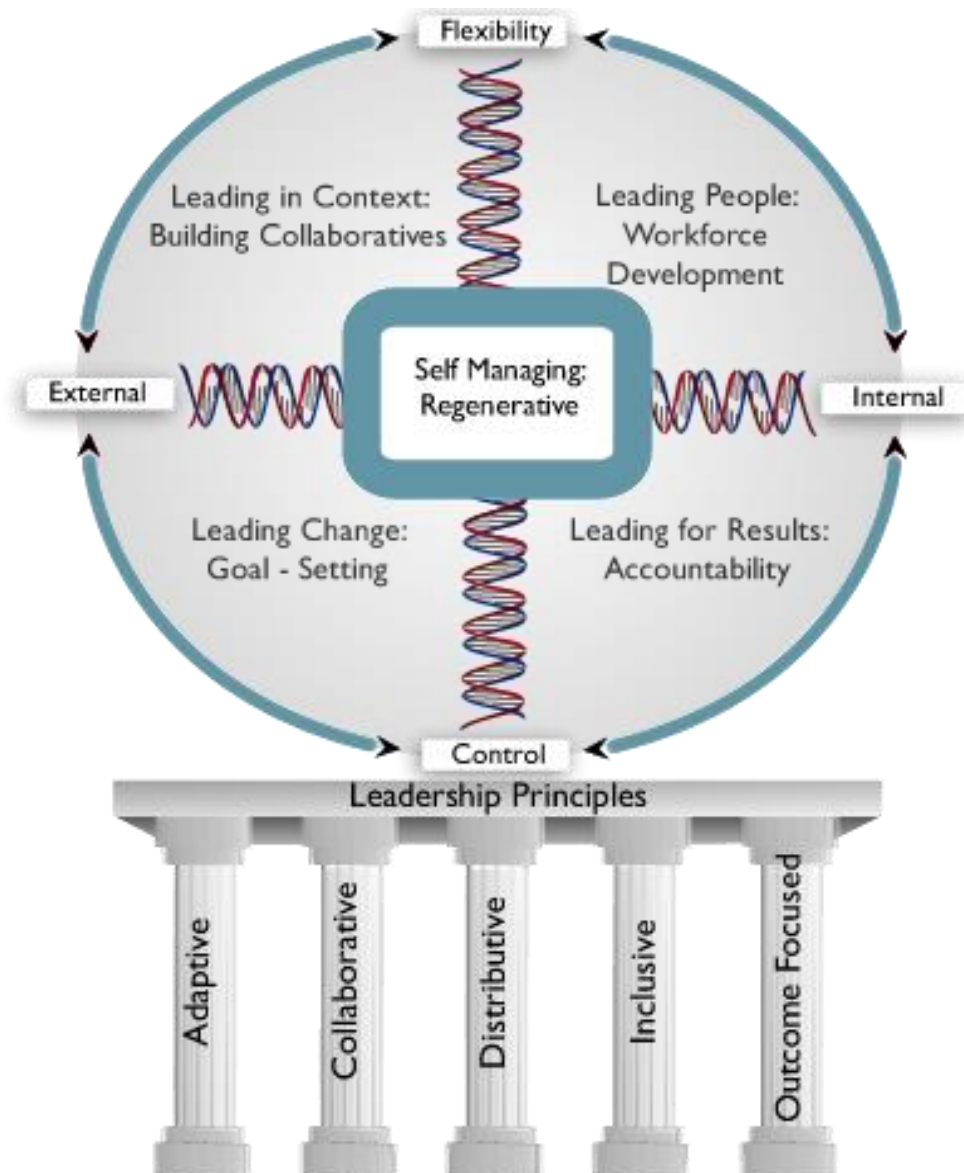 Flexibility
Leading in Context:
Building Collaboratives
Leading People:
Workforce
Development
External
Self Managing;
Regenerative
Internal
Leading Change:
Goal - Setting
Leading for Results:
Accountability
Control
Leadership Principles
Adaptive
Collaborative
Distributive
Inclusive
Outcome Focused